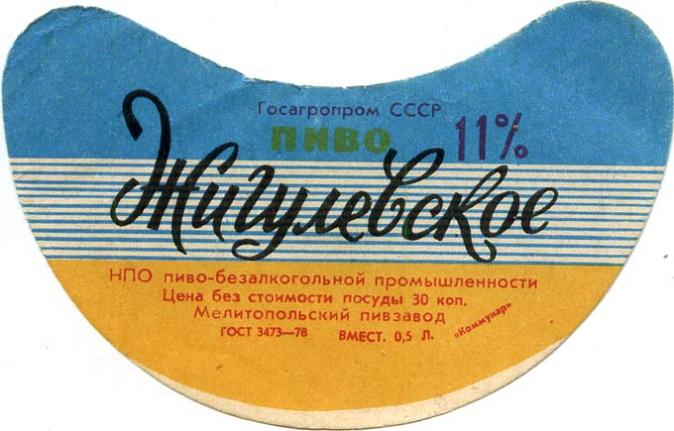 Госагропром СССР
ПИВО 11%
Жигулевское
НПО пиво-безалкогольной промышленности
Цена без стоимости посуды 30 коп.
Мелитопольский пивзавод
ГОСТ 3473—78 ВМЕСТ. 0,5 Л. «Коммунар»